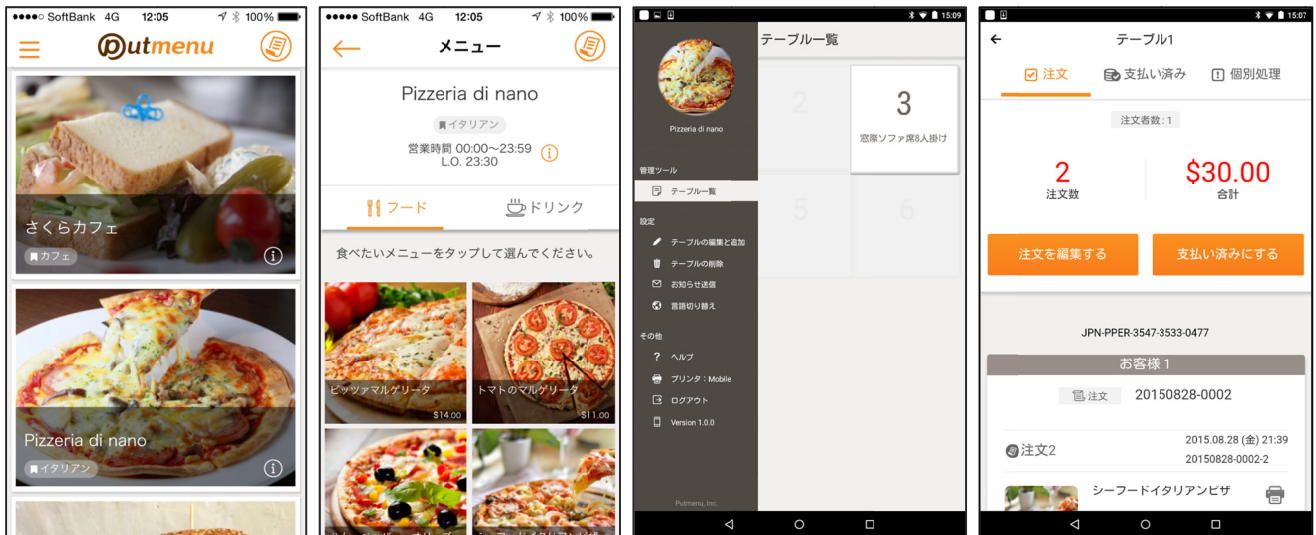 SoftBank 4G 12:05 100%
Putmenu
さくらカフェ
カフェ
Pizzeria di nano
イタリアン
SoftBank 4G 12:05 100%
メニュー
Pizzeria di nano
イタリアン
営業時間 00:00〜23:59
L.O. 23:30
フード
ドリンク
食べたいメニューをタップして選んでください。
ピッツァマルゲリータ
$14.00
トマトのマルゲリータ
$11.00
シーフードイタリアンピザ
15:09
Pizzeria di nano
管理ツール
テーブル一覧
設定
テーブルの編集と追加
テーブルの削除
お知らせ送信
言語切り替え
その他
ヘルプ
プリンタ：Mobile
ログアウト
Version 1.0.0
Putmenu, Inc.
テーブル一覧
2
3
窓際ソファ席8人掛け
5
6
15:07
テーブル1
注文
支払い済み
個別処理
注文者数: 1
2
注文数
$30.00
合計
注文を編集する
支払い済みにする
JPN-PPER-3547-3533-0477
お客様 1
注文 20150828-0002
注文2
2015.08.28 (金) 21:39
20150828-0002-2
シーフードイタリアンピザ